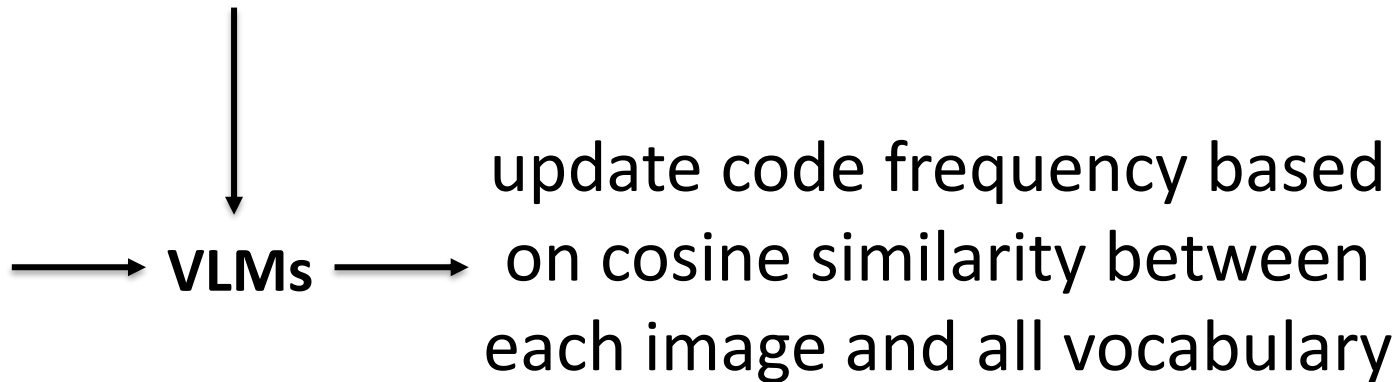 update code frequency based
VLMs on cosine similarity between
each image and all vocabulary